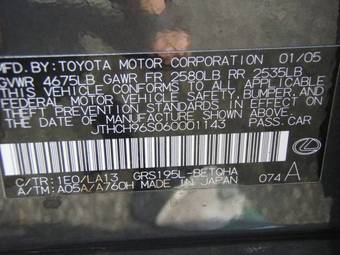 MFD.BY:TOYOTA MOTOR CORPORATION 01/05
GVWR 4675LB GAWR FR 2580LB RR 2535LB
THIS VEHICLE CONFORMS TO ALL APPLICABLE
FEDERAL MOTOR VEHICLE SAFETY, BUMPER, AND
THEFT PREVENTION STANDARDS IN EFFECT ON
THE DATE OF MANUFACTURE SHOWN ABOVE.
JTHCH96S060001143 PASS.CAR
C/TR:1E0/LA13 GRS195L-BETQHA
A/TM:A05A/A760H MADE IN JAPAN 074A